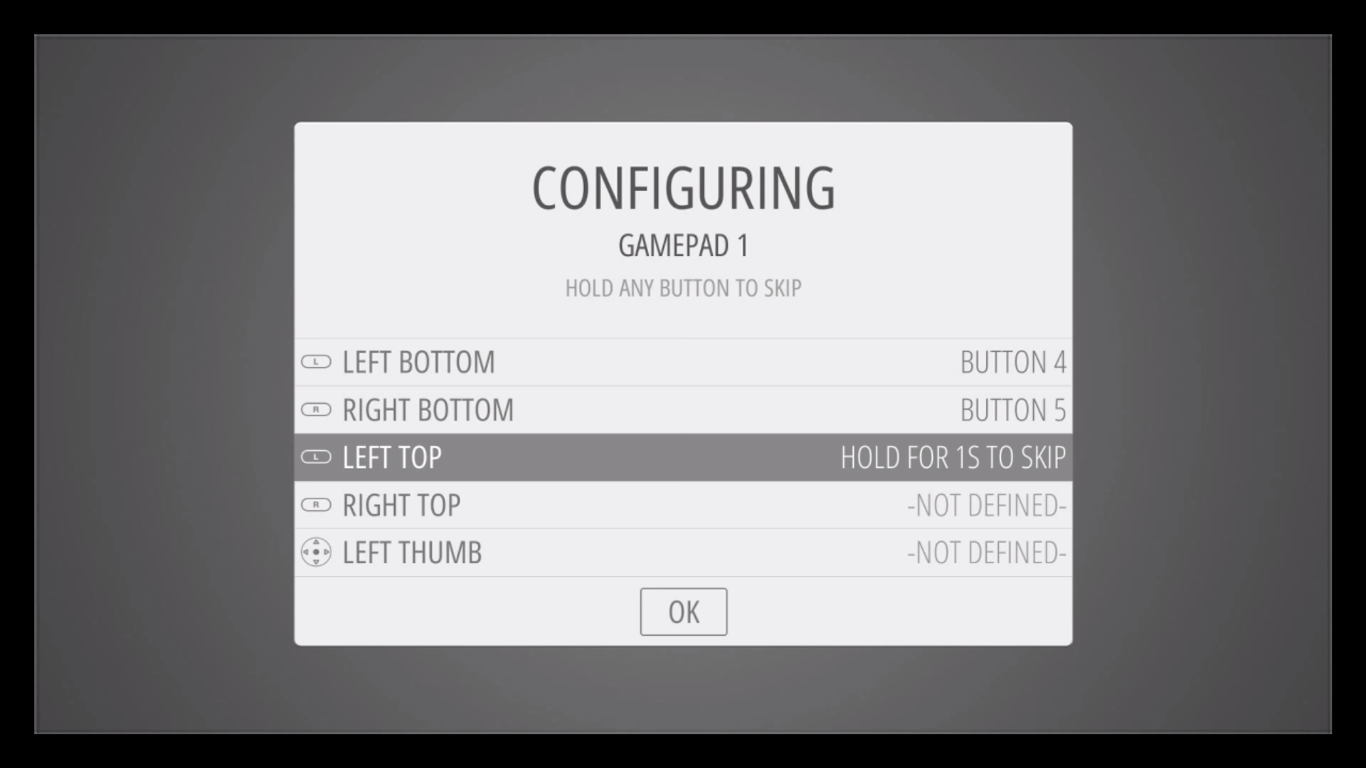 CONFIGURING
GAMEPAD 1
HOLD ANY BUTTON TO SKIP
L LEFT BOTTOM BUTTON 4
R RIGHT BOTTOM BUTTON 5
L LEFT TOP HOLD FOR 1S TO SKIP
R RIGHT TOP -NOT DEFINED-
LEFT THUMB -NOT DEFINED-
OK